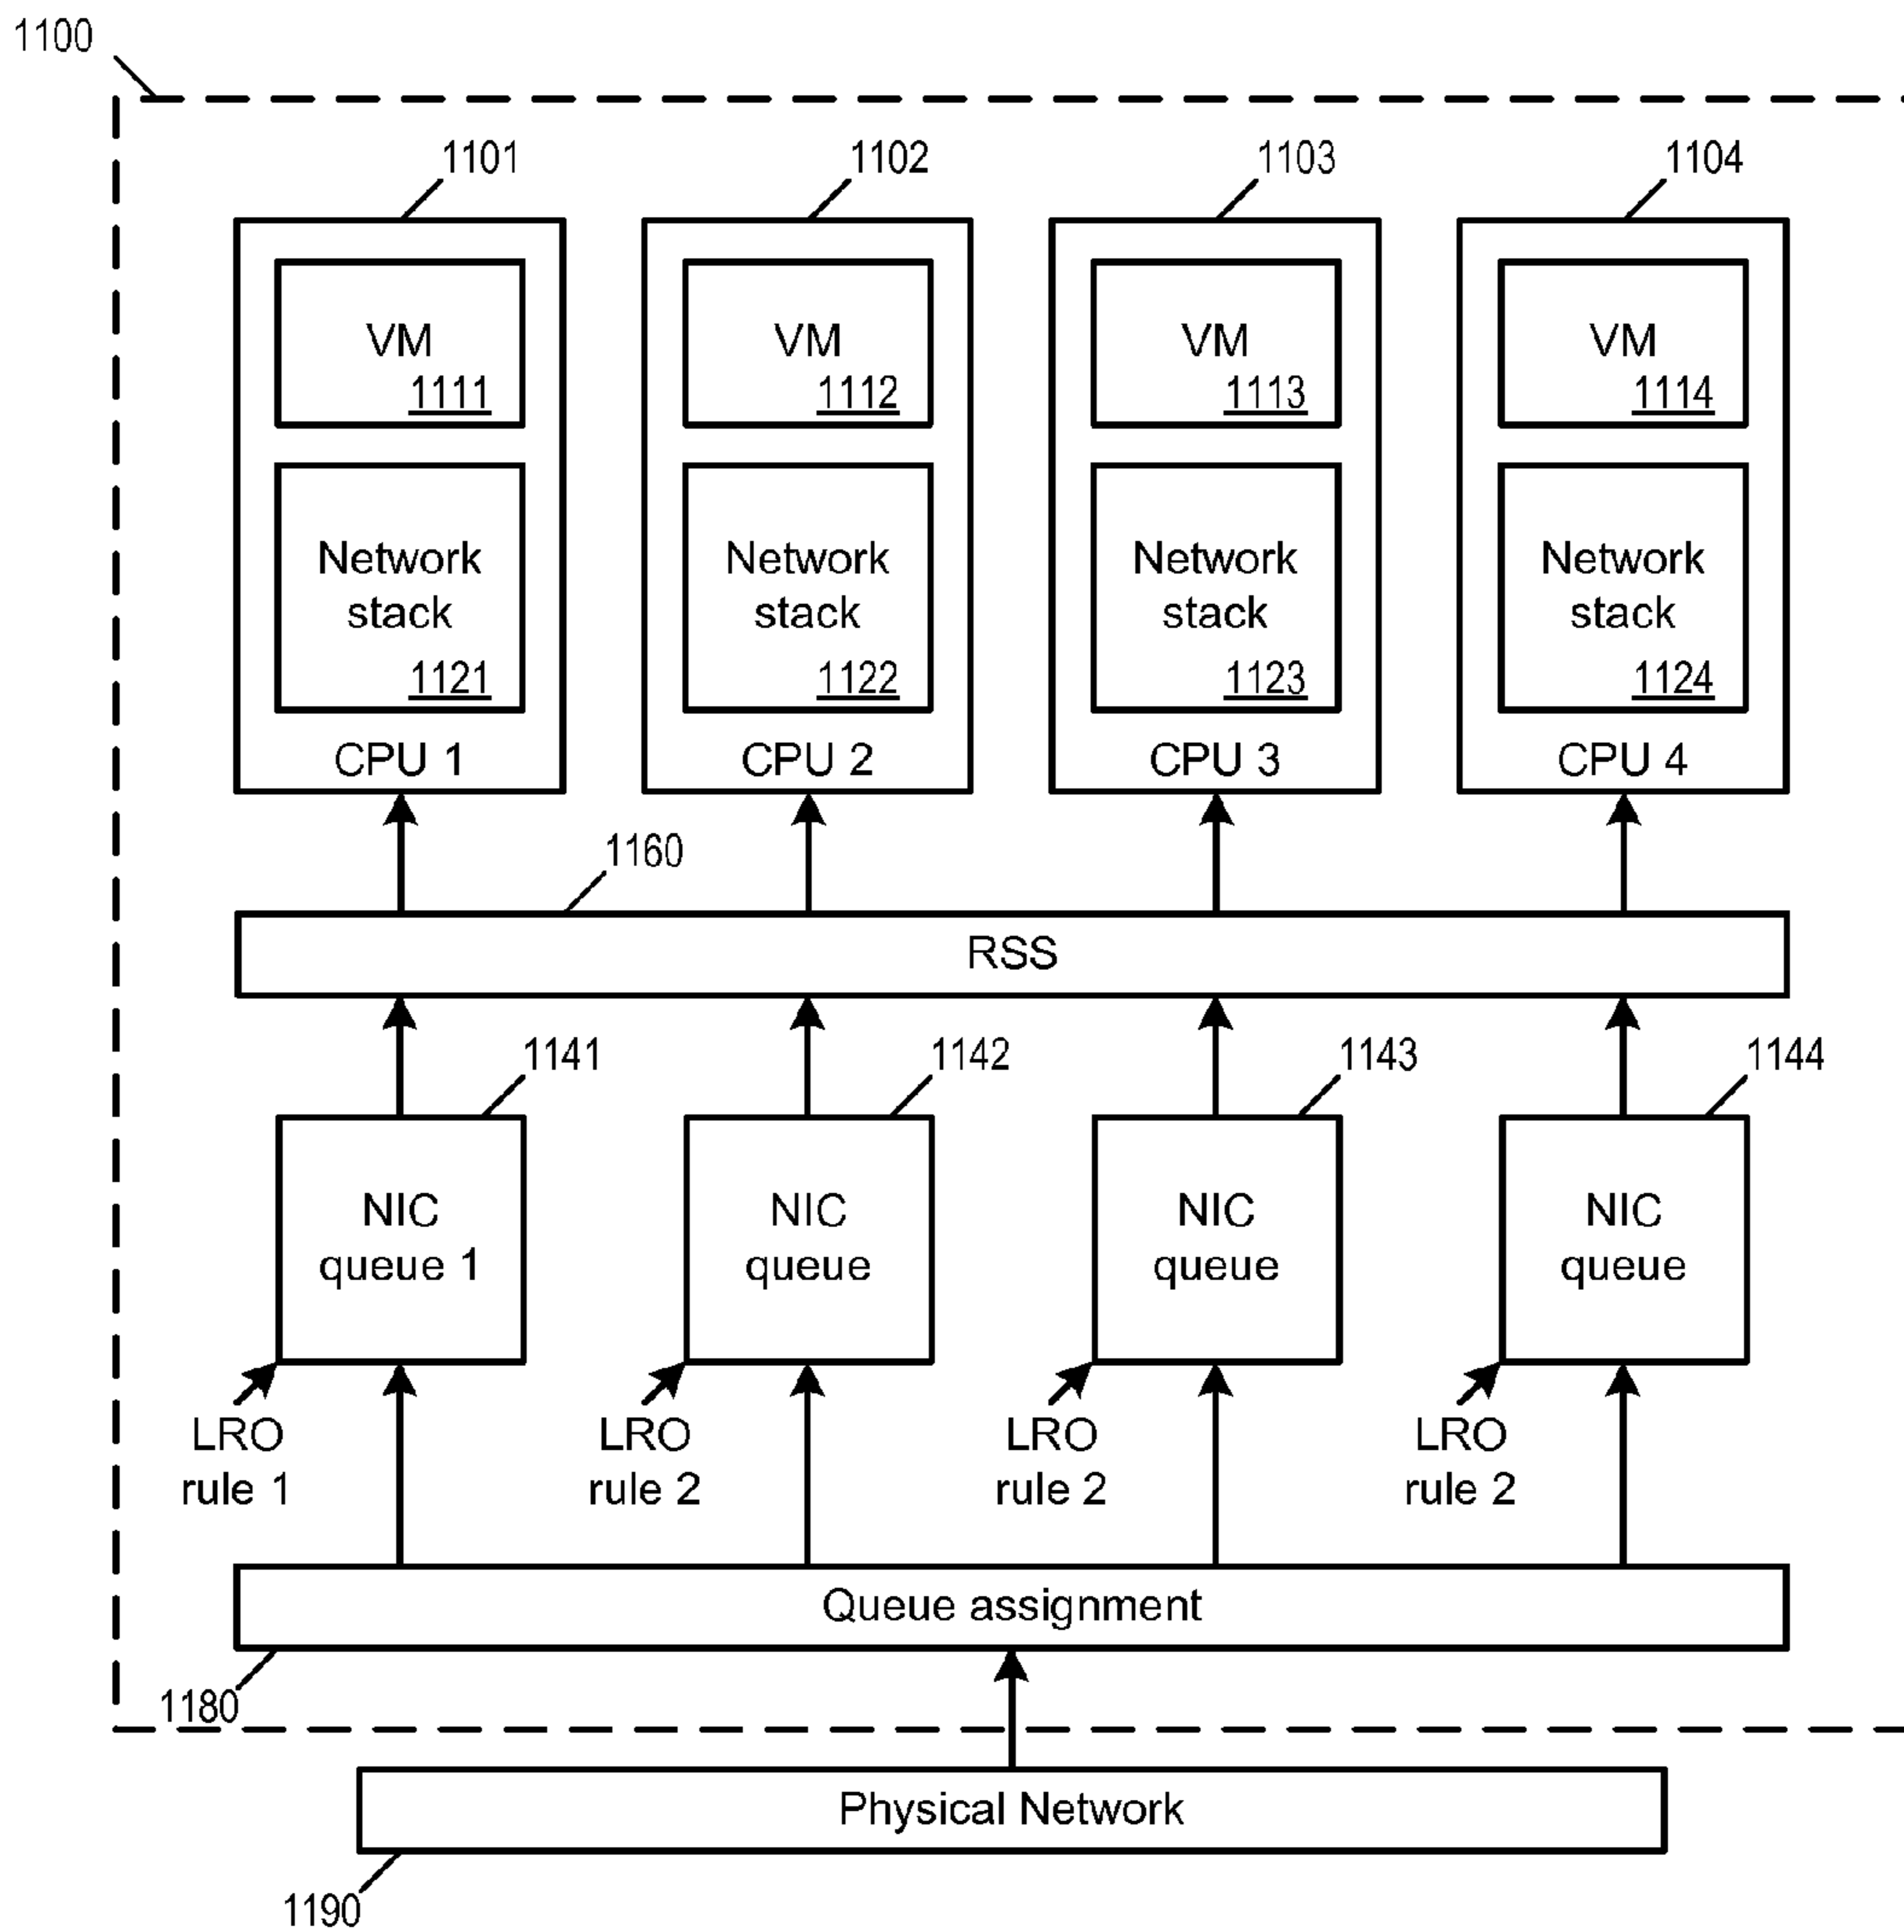 1100
1101 1102 1103 1104
VM VM VM VM
1111 1112 1113 1114
Network Network Network Network
stack stack stack stack
1121 1122 1123 1124
CPU 1 CPU 2 CPU 3 CPU 4
1160
RSS
1141 1142 1143 1144
NIC NIC NIC NIC
queue 1 queue queue queue
LRO LRO LRO LRO
rule 1 rule 2 rule 2 rule 2
Queue assignment
1180
Physical Network
1190